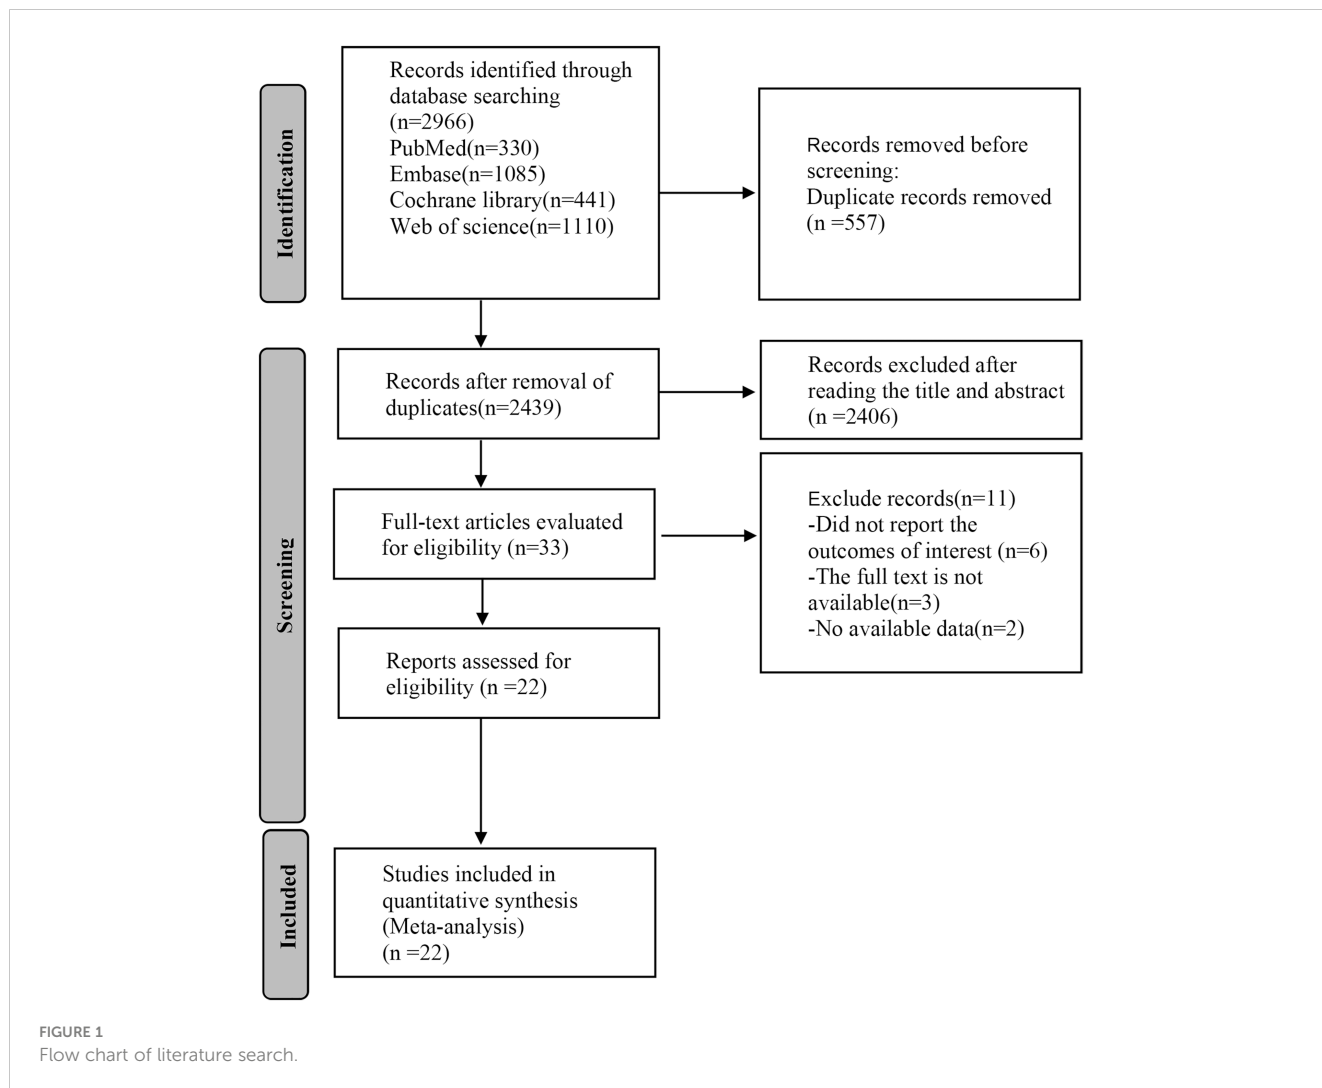 Identification
Records identified through
database searching
(n=2966)
PubMed(n=330)
Embase(n=1085)
Cochrane library(n=441)
Web of science(n=1110)
Records removed before
screening:
Duplicate records removed
(n =557)
Screening
Records after removal of
duplicates(n=2439)
Records excluded after
reading the title and abstract
(n =2406)
Full-text articles evaluated
for eligibility (n=33)
Exclude records(n=11)
-Did not report the
outcomes of interest (n=6)
-The full text is not
available(n=3)
-No available data(n=2)
Reports assessed for
eligibility (n =22)
Included
Studies included in
quantitative synthesis
(Meta-analysis)
(n =22)
FIGURE 1
Flow chart of literature search.